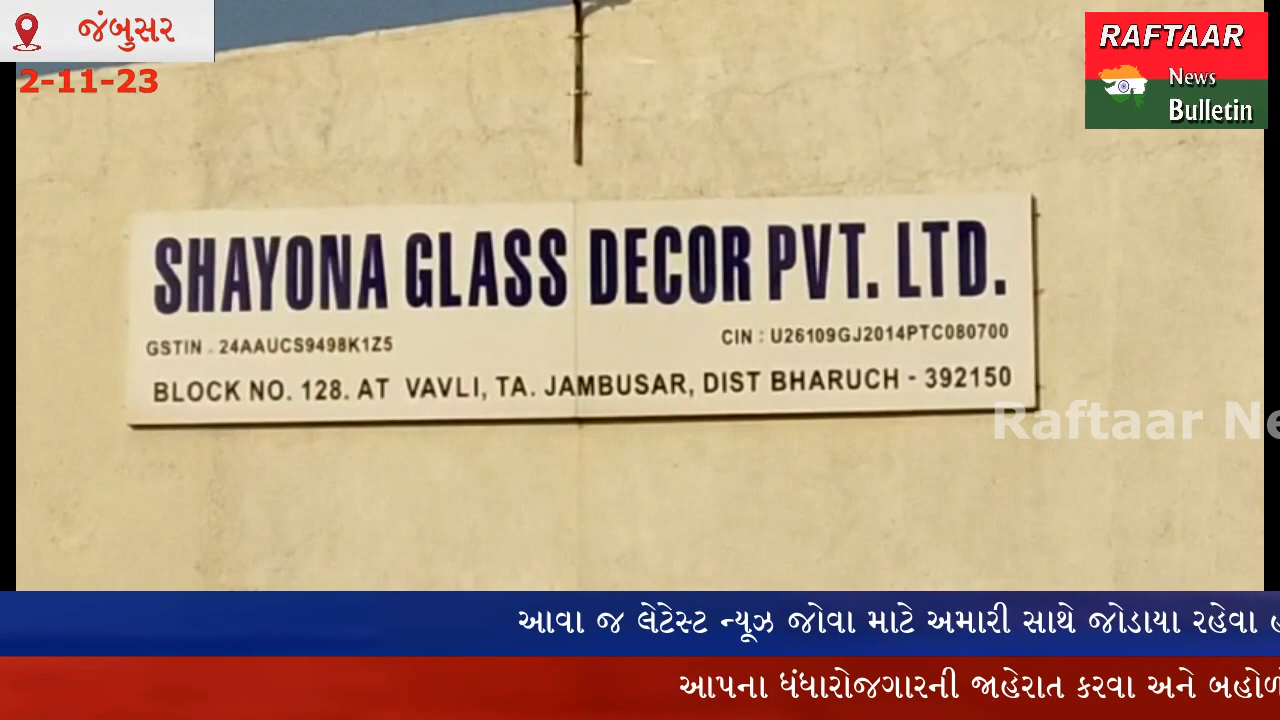 જંબુસર
2-11-23
RAFTAAR
News
Bulletin
SHAYONA GLASS DECOR PVT. LTD.
GSTIN . 24AAUCS9498K1Z5 CIN : U26109GJ2014PTC080700
BLOCK NO. 128. AT VAVLI, TA. JAMBUSAR, DIST BHARUCH - 392150
Raftaar
આવા જ લેટેસ્ટ ન્યૂઝ જોવા માટે અમારી સાથે જોડાયા રહેવા
આપના ધંધારોજગારની જાહેરાત કરવા અને